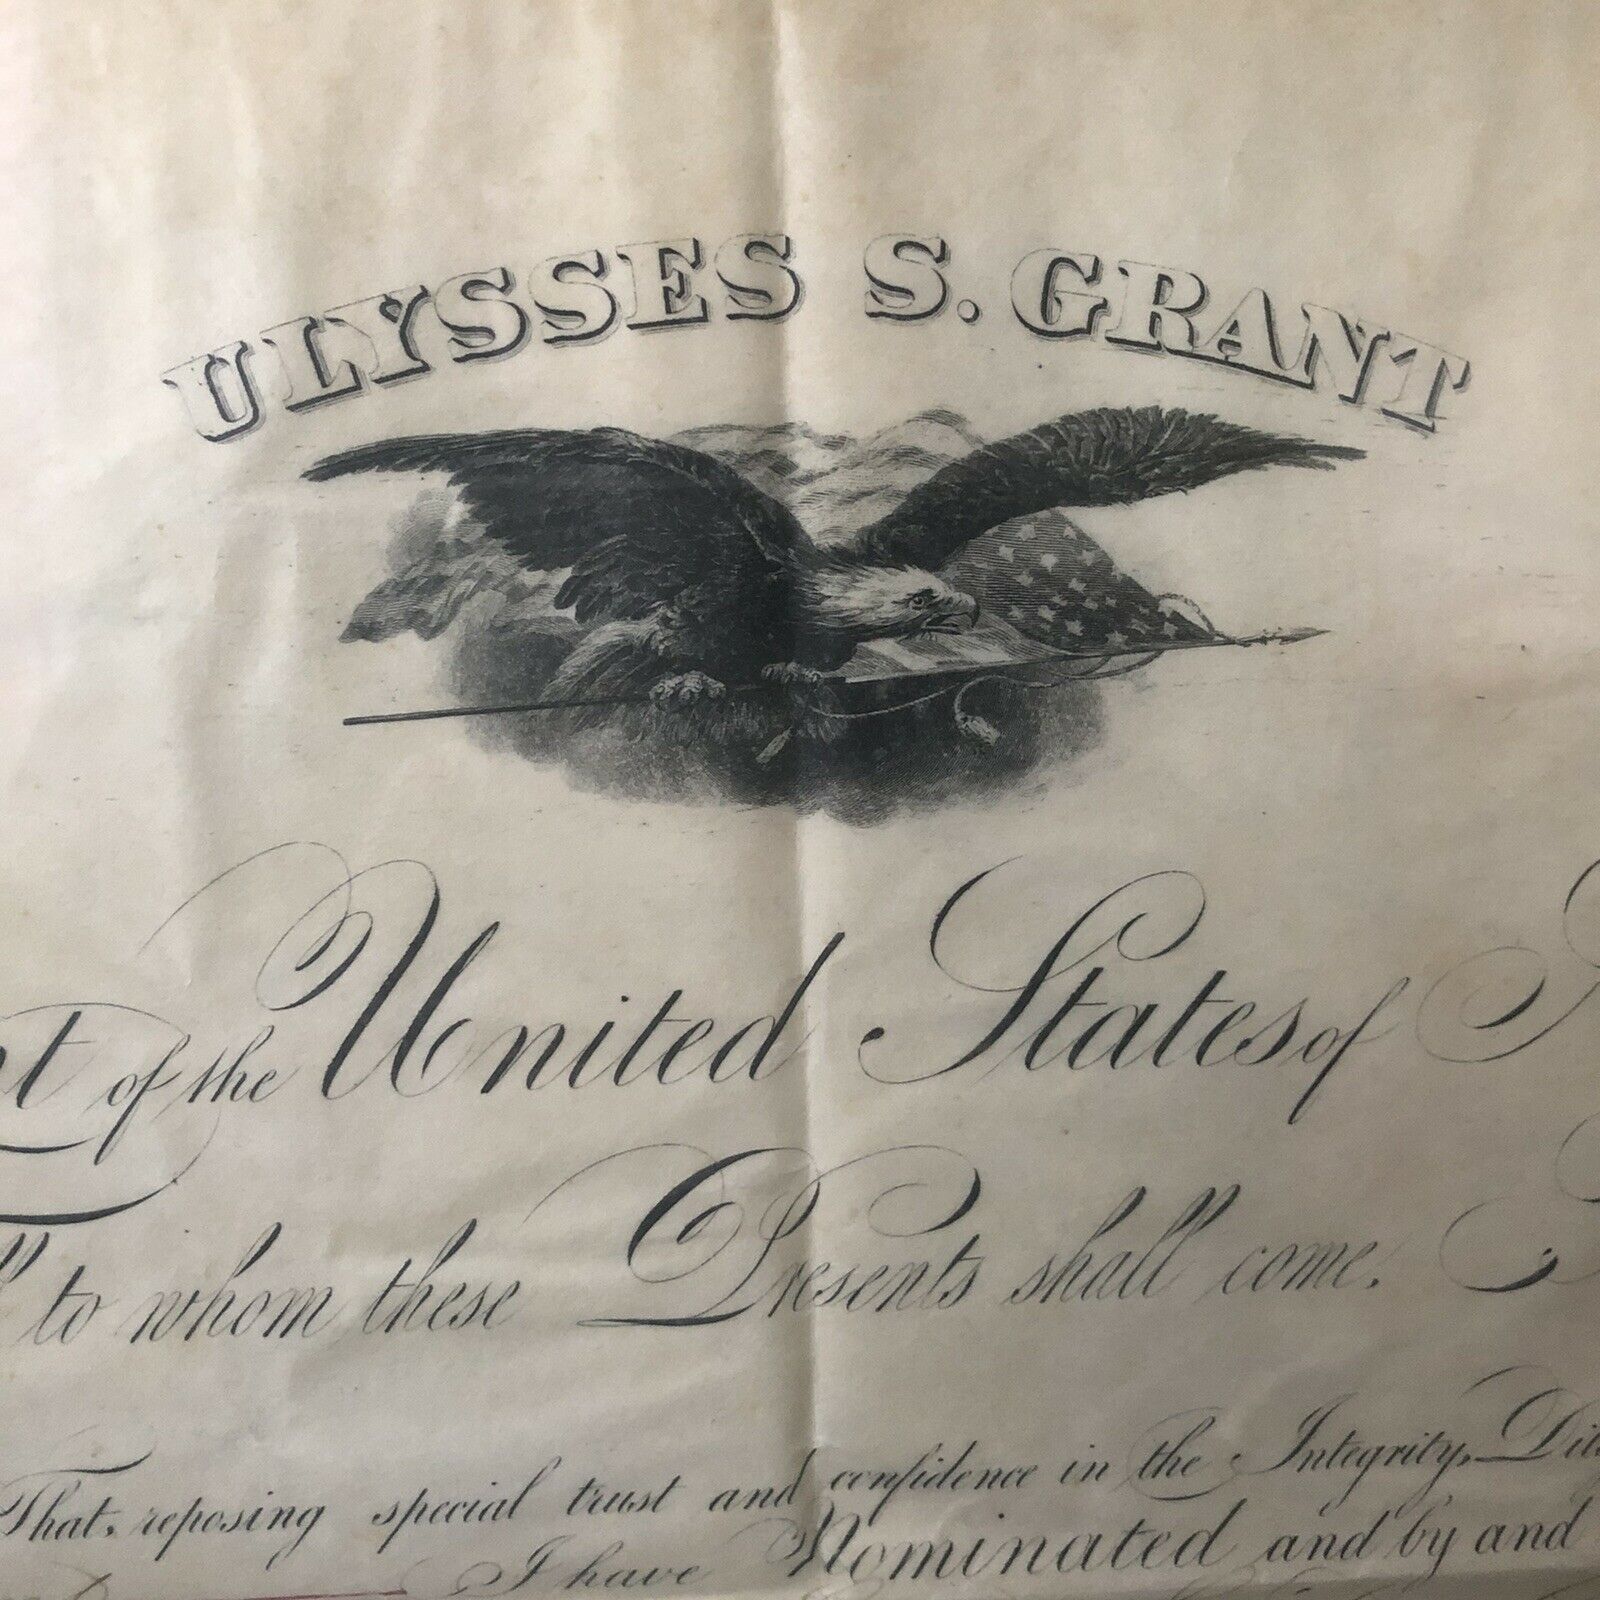 ULYSSES S. GRANT
of the United States of
to whom these Presents shall come.
That, reposing special trust and confidence in the Integrity,
I have Nominated and by and